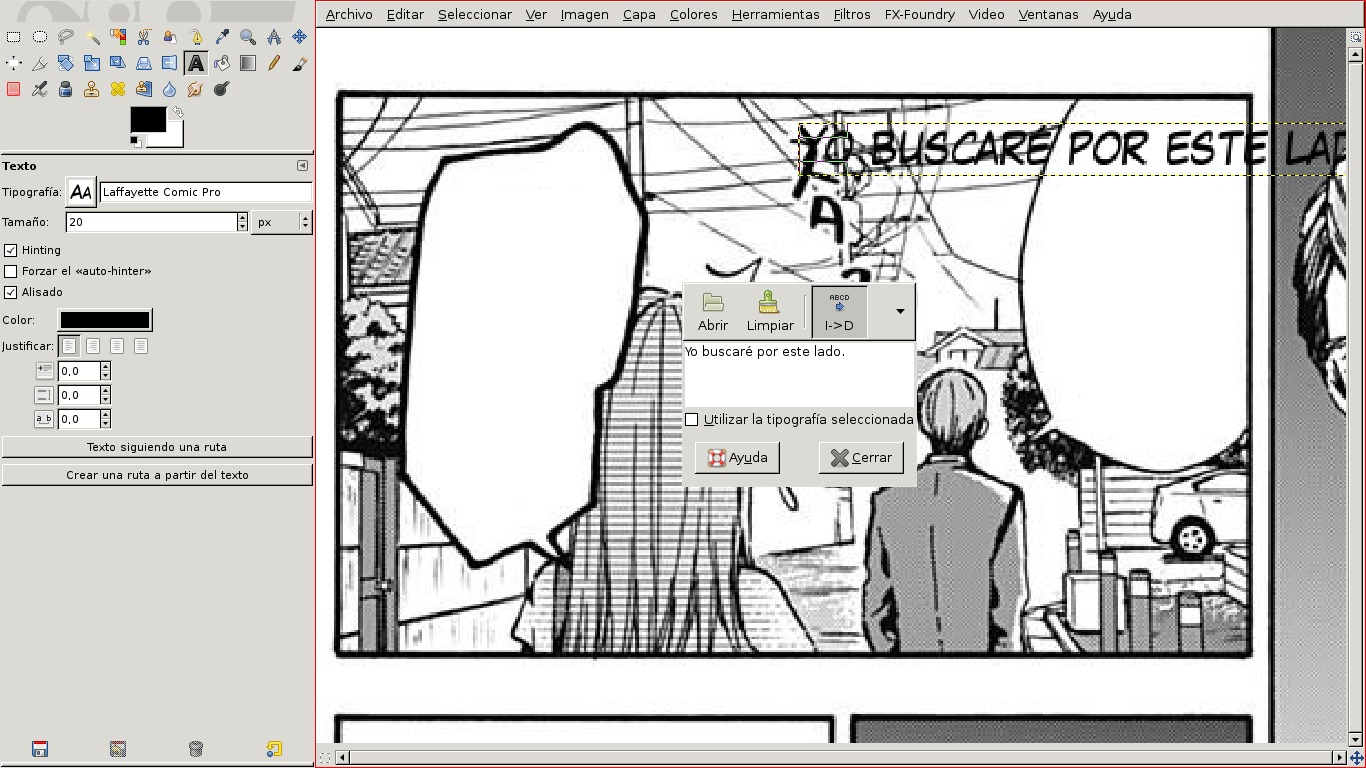 Archivo Editar Seleccionar Ver Imagen Capa Colores Herramientas Filtros FX-Foundry Video Ventanas Ayuda
Texto
Tipografía: Aa Laffayette Comic Pro
Tamaño: 20 px
Hinting
Forzar el «auto-hinter»
Alisado
Color:
Justificar:
0,0
0,0
a_b 0,0
Texto siguiendo una ruta
Crear una ruta a partir del texto
YO BUSCARÉ POR ESTE LAD
A
ABCD
Abrir Limpiar I->D
Yo buscaré por este lado.
Utilizar la tipografía seleccionada
Ayuda Cerrar